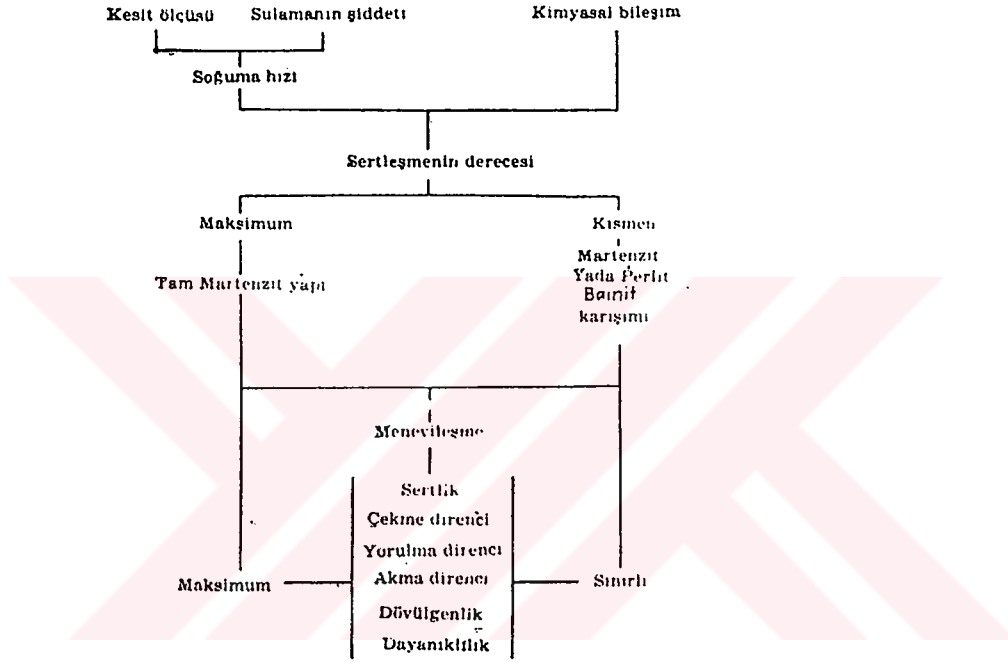 Kesit ölçüsü Sulamanın şiddeti Kimyasal bileşim
Soğuma hızı
Sertleşmenin derecesi
Maksimum Kısmen
Martenzit
Tam Martenzit yapı Yada Perlit
Bainit
karışımı
Menevişleşme
Sertlik
Çekme direnci
Yorulma direnci
Maksimum Akma direnci Sınırlı
Dövülgenlik
Dayanıklılık